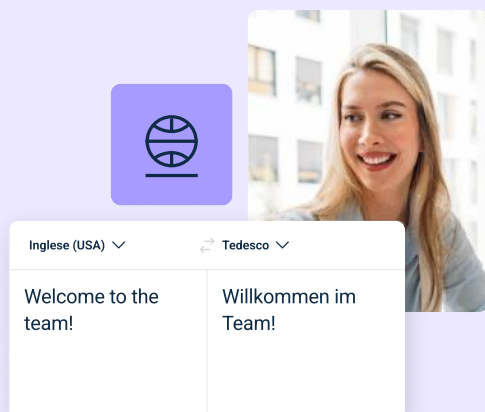 Inglese (USA)
Tedesco
Welcome to the
team!
Willkommen im
Team!